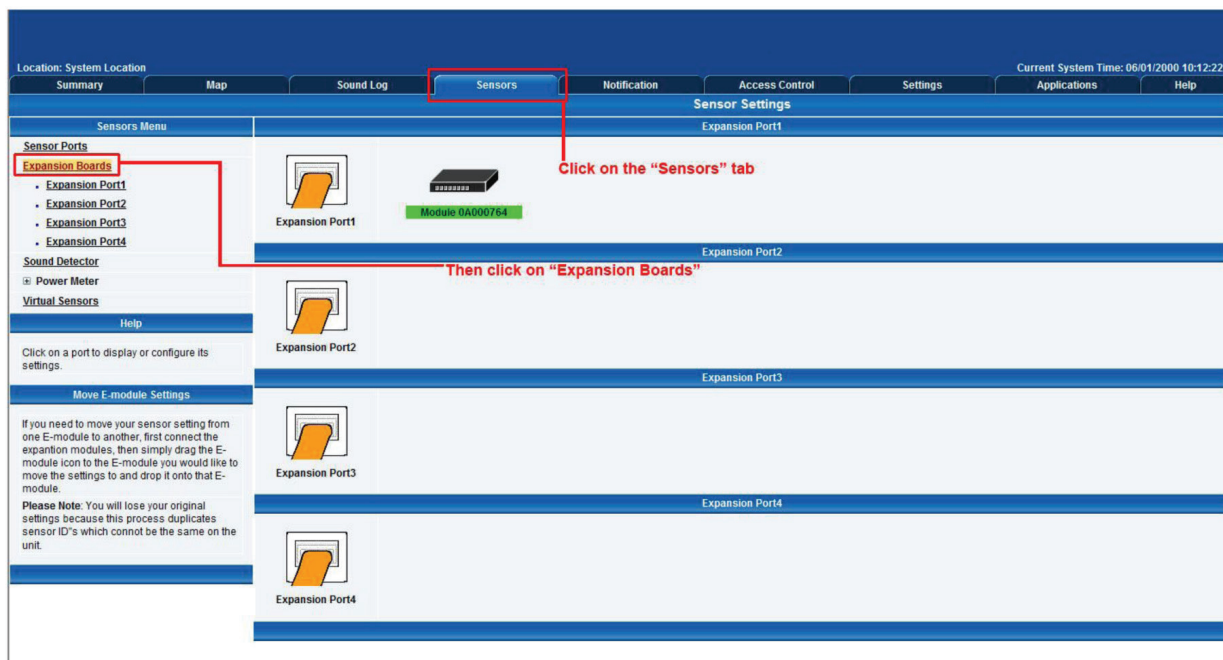 Location: System Location
Current System Time: 06/01/2000 10:12:22
Summary
Map
Sound Log
Sensors
Notification
Access Control
Settings
Applications
Help
Sensor Settings
Sensors Menu
Sensor Ports
Expansion Boards
Expansion Port1
Expansion Port2
Expansion Port3
Expansion Port4
Sound Detector
Power Meter
Virtual Sensors
Help
Click on a port to display or configure its
settings.
Move E-module Settings
If you need to move your sensor setting from
one E-module to another, first connect the
expantion modules, then simply drag the E-
module icon to the E-module you would like to
move the settings to and drop it onto that E-
module.
Please Note: You will lose your original
settings because this process duplicates
sensor ID"s which connot be the same on the
unit.
Expansion Port1
Click on the “Sensors” tab
Expansion Port1
Module 0A000764
Expansion Port2
Then click on “Expansion Boards”
Expansion Port2
Expansion Port3
Expansion Port3
Expansion Port4
Expansion Port4